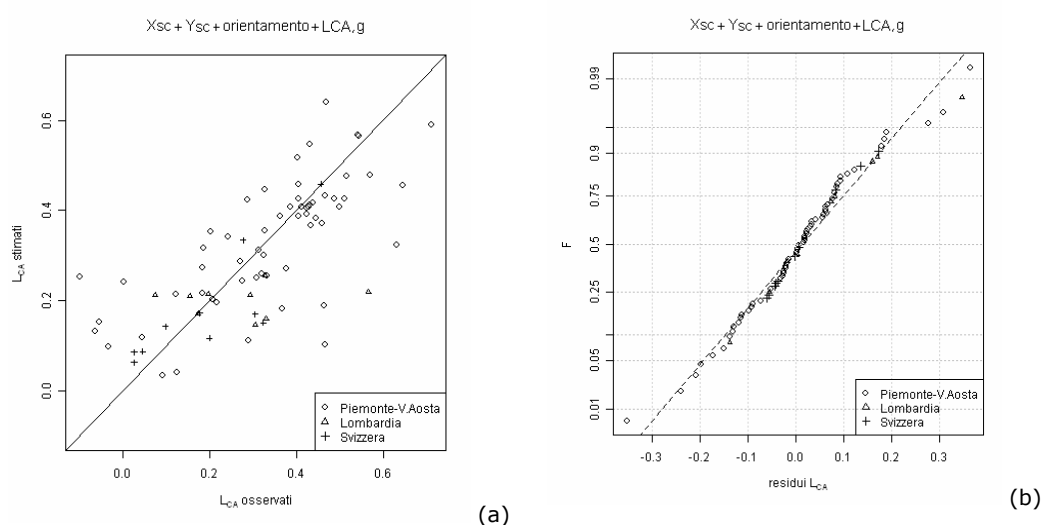 XSC + YSC + orientamento + LCA, g
0.6
0.4
0.2
0.0
LCA stimati
0.0 0.2 0.4 0.6
LCA osservati
Piemonte-V.Aosta
Lombardia
Svizzera
(a)
XSC + YSC + orientamento + LCA, g
0.99
0.9
0.75
0.5
0.25
0.05
0.01
F
-0.3 -0.2 -0.1 0.0 0.1 0.2 0.3
residui LCA
Piemonte-V.Aosta
Lombardia
Svizzera
(b)